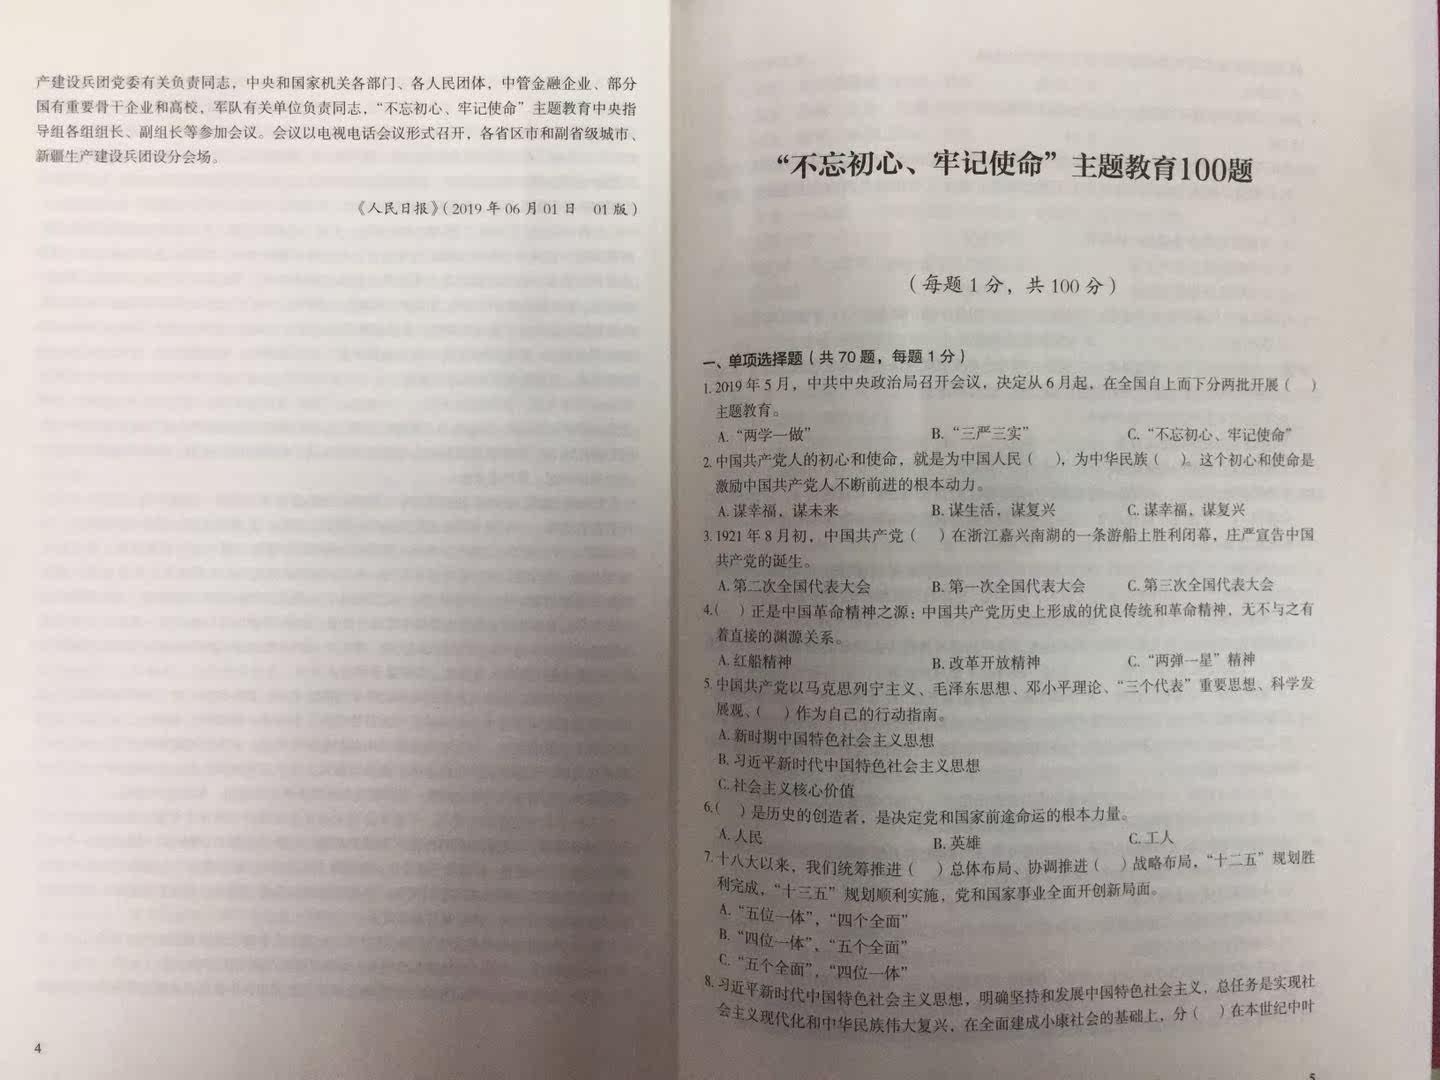 产建设兵团党委有关负责同志，中央和国家机关各部门、各人民团体，中管金融企业、部分
国有重要骨干企业和高校，军队有关单位负责同志，“不忘初心、牢记使命”主题教育中央指
导组各组组长、副组长等参加会议。会议以电视电话会议形式召开，各省区市和副省级城市、
新疆生产建设兵团设分会场。
《人民日报》（2019年06月01日 01版）
4
“不忘初心、牢记使命”主题教育100题
（每题1分，共100分）
一、单项选择题（共70题，每题1分）
1. 2019年5月，中共中央政治局召开会议，决定从6月起，在全国自上而下分两批开展（ ）
主题教育。
A. “两学一做” B. “三严三实” C. “不忘初心、牢记使命”
2. 中国共产党人的初心和使命，就是为中国人民（ ），为中华民族（ ）。这个初心和使命是
激励中国共产党人不断前进的根本动力。
A. 谋幸福，谋未来 B. 谋生活，谋复兴 C. 谋幸福，谋复兴
3. 1921年8月初，中国共产党（ ）在浙江嘉兴南湖的一条游船上胜利闭幕，庄严宣告中国
共产党的诞生。
A. 第二次全国代表大会 B. 第一次全国代表大会 C. 第三次全国代表大会
4.（ ）正是中国革命精神之源：中国共产党历史上形成的优良传统和革命精神，无不与之有
着直接的渊源关系。
A. 红船精神 B. 改革开放精神 C. “两弹一星”精神
5. 中国共产党以马克思列宁主义、毛泽东思想、邓小平理论、“三个代表”重要思想、科学发
展观、（ ）作为自己的行动指南。
A. 新时期中国特色社会主义思想
B. 习近平新时代中国特色社会主义思想
C. 社会主义核心价值
6.（ ）是历史的创造者，是决定党和国家前途命运的根本力量。
A. 人民 B. 英雄 C. 工人
7. 十八大以来，我们统筹推进（ ）总体布局、协调推进（ ）战略布局，“十二五”规划胜
利完成，“十三五”规划顺利实施，党和国家事业全面开创新局面。
A. “五位一体”，“四个全面”
B. “四位一体”，“五个全面”
C. “五个全面”，“四位一体”
8. 习近平新时代中国特色社会主义思想，明确坚持和发展中国特色社会主义，总任务是实现社
会主义现代化和中华民族伟大复兴，在全面建成小康社会的基础上，分（ ）在本世纪中叶
5